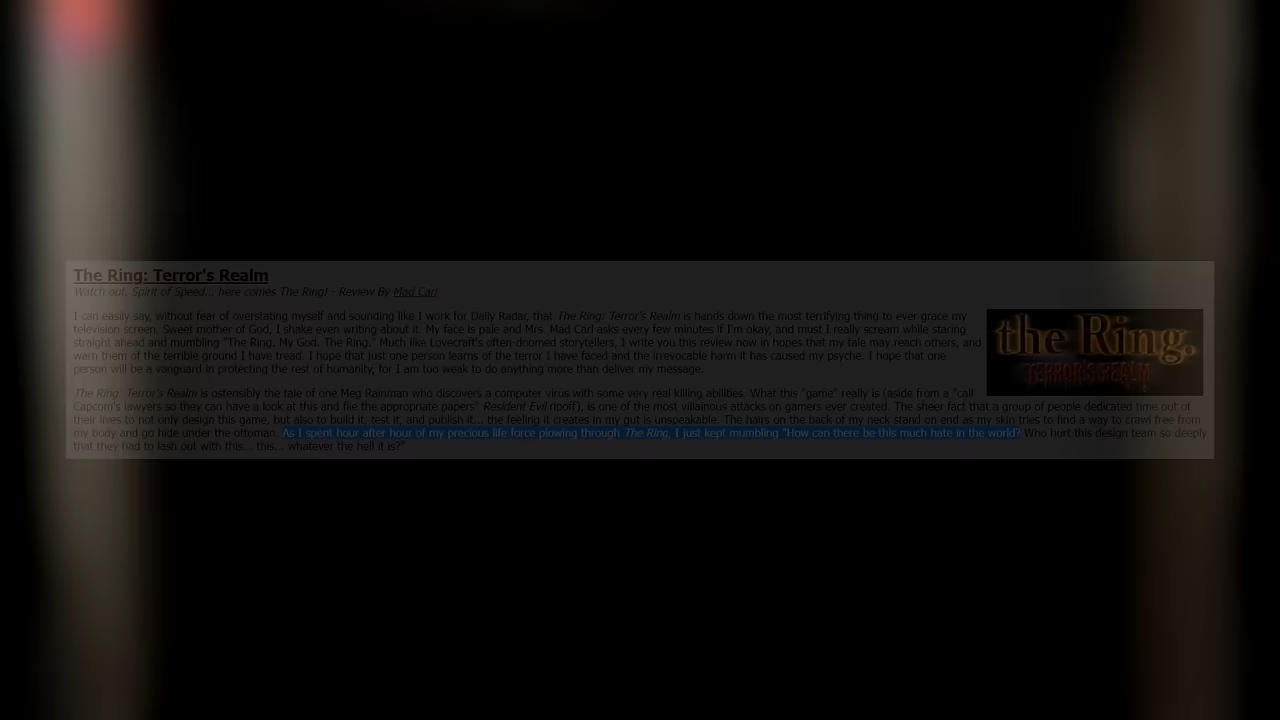 The Ring: Terror's Realm
Watch out, Spirit of Speed... here comes The Ring! - Review By Mad Carl
I can easily say, without fear of overstating myself and sounding like I work for Daily Radar, that The Ring: Terror's Realm is hands down the most terrifying thing to ever grace my
television screen. Sweet mother of God, I shake even writing about it. My face is pale and Mrs. Mad Carl asks every few minutes if I'm okay, and must I really scream while staring
straight ahead and mumbling "The Ring. My God. The Ring." Much like Lovecraft's often-doomed storytellers, I write you this review now in hopes that my tale may reach others, and
warn them of the terrible ground I have tread. I hope that just one person learns of the terror I have faced and the irrevocable harm it has caused my psyche. I hope that one
person will be a vanguard in protecting the rest of humanity, for I am too weak to do anything more than deliver my message.
the Ring.
TERROR'S REALM
The Ring: Terror's Realm is ostensibly the tale of one Meg Rainman who discovers a computer virus with some very real killing abilities. What this "game" really is (aside from a "call
Capcom's lawyers so they can have a look at this and file the appropriate papers" Resident Evil ripoff), is one of the most villainous attacks on gamers ever created. The sheer fact that a group of people dedicated time out of
their lives to not only design this game, but also to build it, test it, and publish it... the feeling it creates in my gut is unspeakable. The hairs on the back of my neck stand on end as my skin tries to find a way to crawl free from
my body and go hide under the ottoman. As I spent hour after hour of my precious life force plowing through The Ring, I just kept mumbling "How can there be this much hate in the world? Who hurt this design team so deeply
that they had to lash out with this... this... whatever the hell it is?"